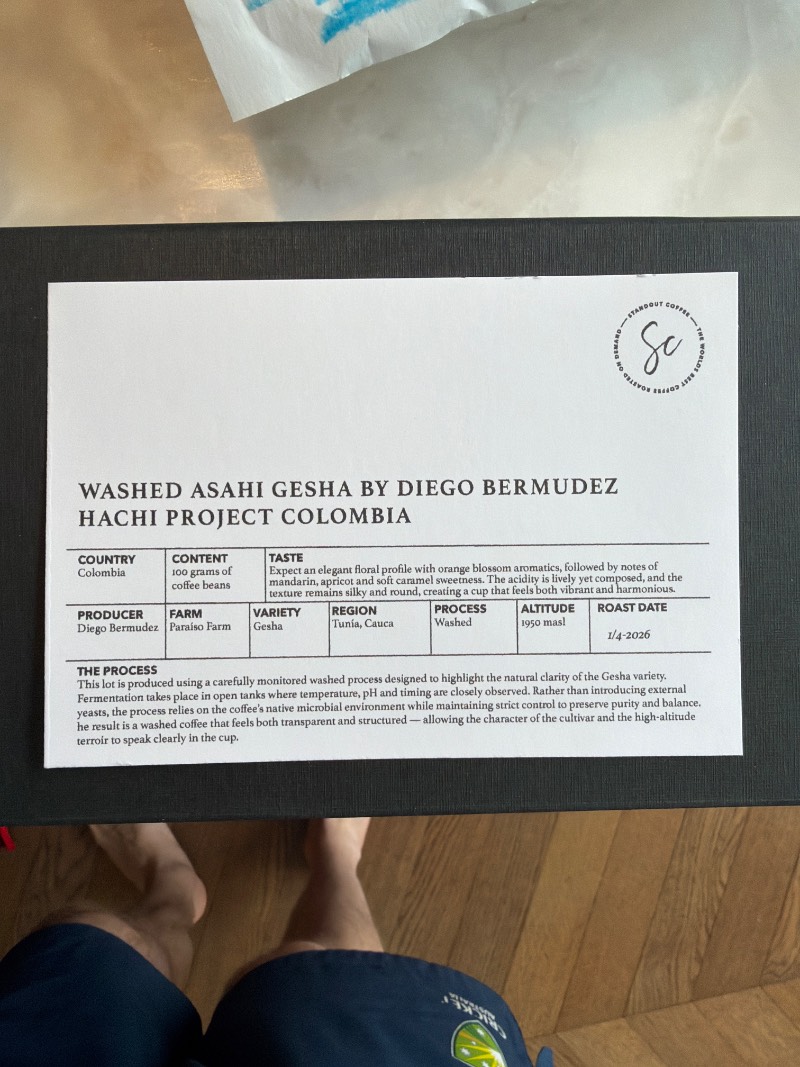 STANDOUT COFFEE — THE WORLDS BEST COFFEE ROASTED ON DEMAND —
Sc
WASHED ASAHI GESHA BY DIEGO BERMUDEZ
HACHI PROJECT COLOMBIA
COUNTRY
Colombia
CONTENT
100 grams of
coffee beans
TASTE
Expect an elegant floral profile with orange blossom aromatics, followed by notes of
mandarin, apricot and soft caramel sweetness. The acidity is lively yet composed, and the
texture remains silky and round, creating a cup that feels both vibrant and harmonious.
PRODUCER
Diego Bermudez
FARM
Paraiso Farm
VARIETY
Gesha
REGION
Tunia, Cauca
PROCESS
Washed
ALTITUDE
1950 masl
ROAST DATE
1/4-2026
THE PROCESS
This lot is produced using a carefully monitored washed process designed to highlight the natural clarity of the Gesha variety.
Fermentation takes place in open tanks where temperature, pH and timing are closely observed. Rather than introducing external
yeasts, the process relies on the coffee's native microbial environment while maintaining strict control to preserve purity and balance.
he result is a washed coffee that feels both transparent and structured — allowing the character of the cultivar and the high-altitude
terroir to speak clearly in the cup.
CRICKET
AUSTRALIA